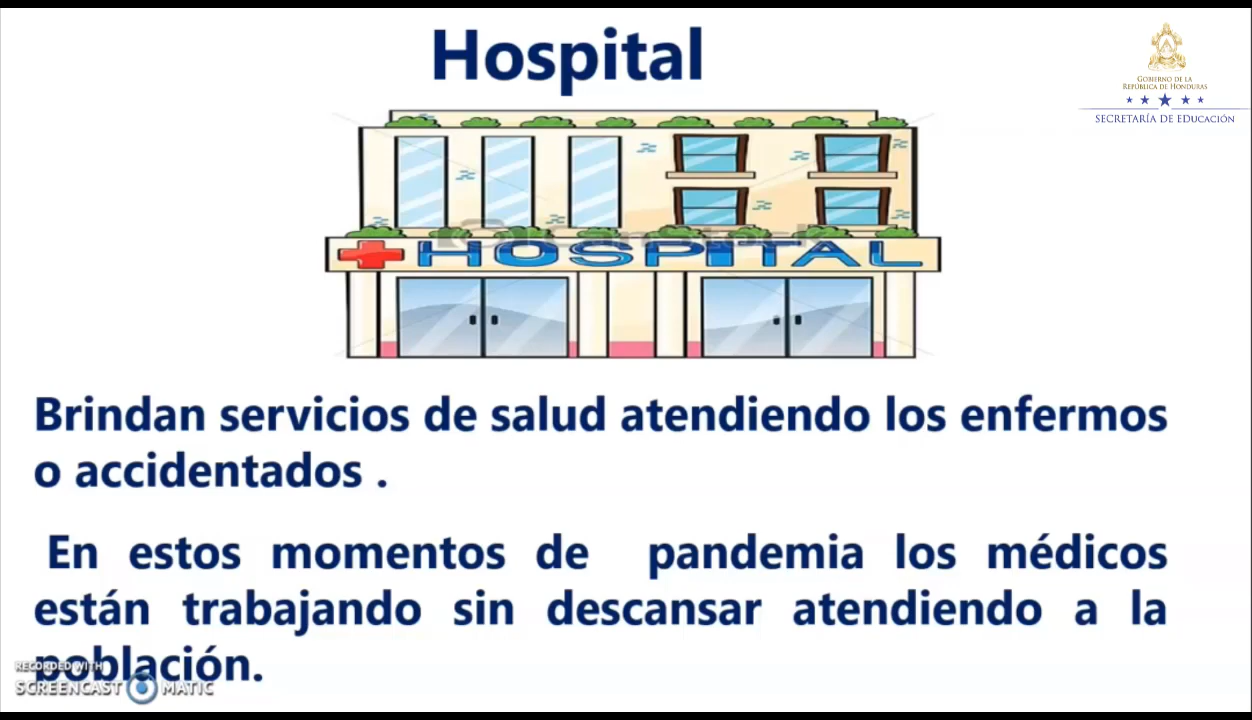 Hospital
GOBIERNO DE LA
REPÚBLICA DE HONDURAS
SECRETARÍA DE EDUCACIÓN
HOSPITAL
Brindan servicios de salud atendiendo los enfermos
o accidentados .
En estos momentos de pandemia los médicos
están trabajando sin descansar atendiendo a la
población.
RECORDED WITH
SCREENCAST MATIC